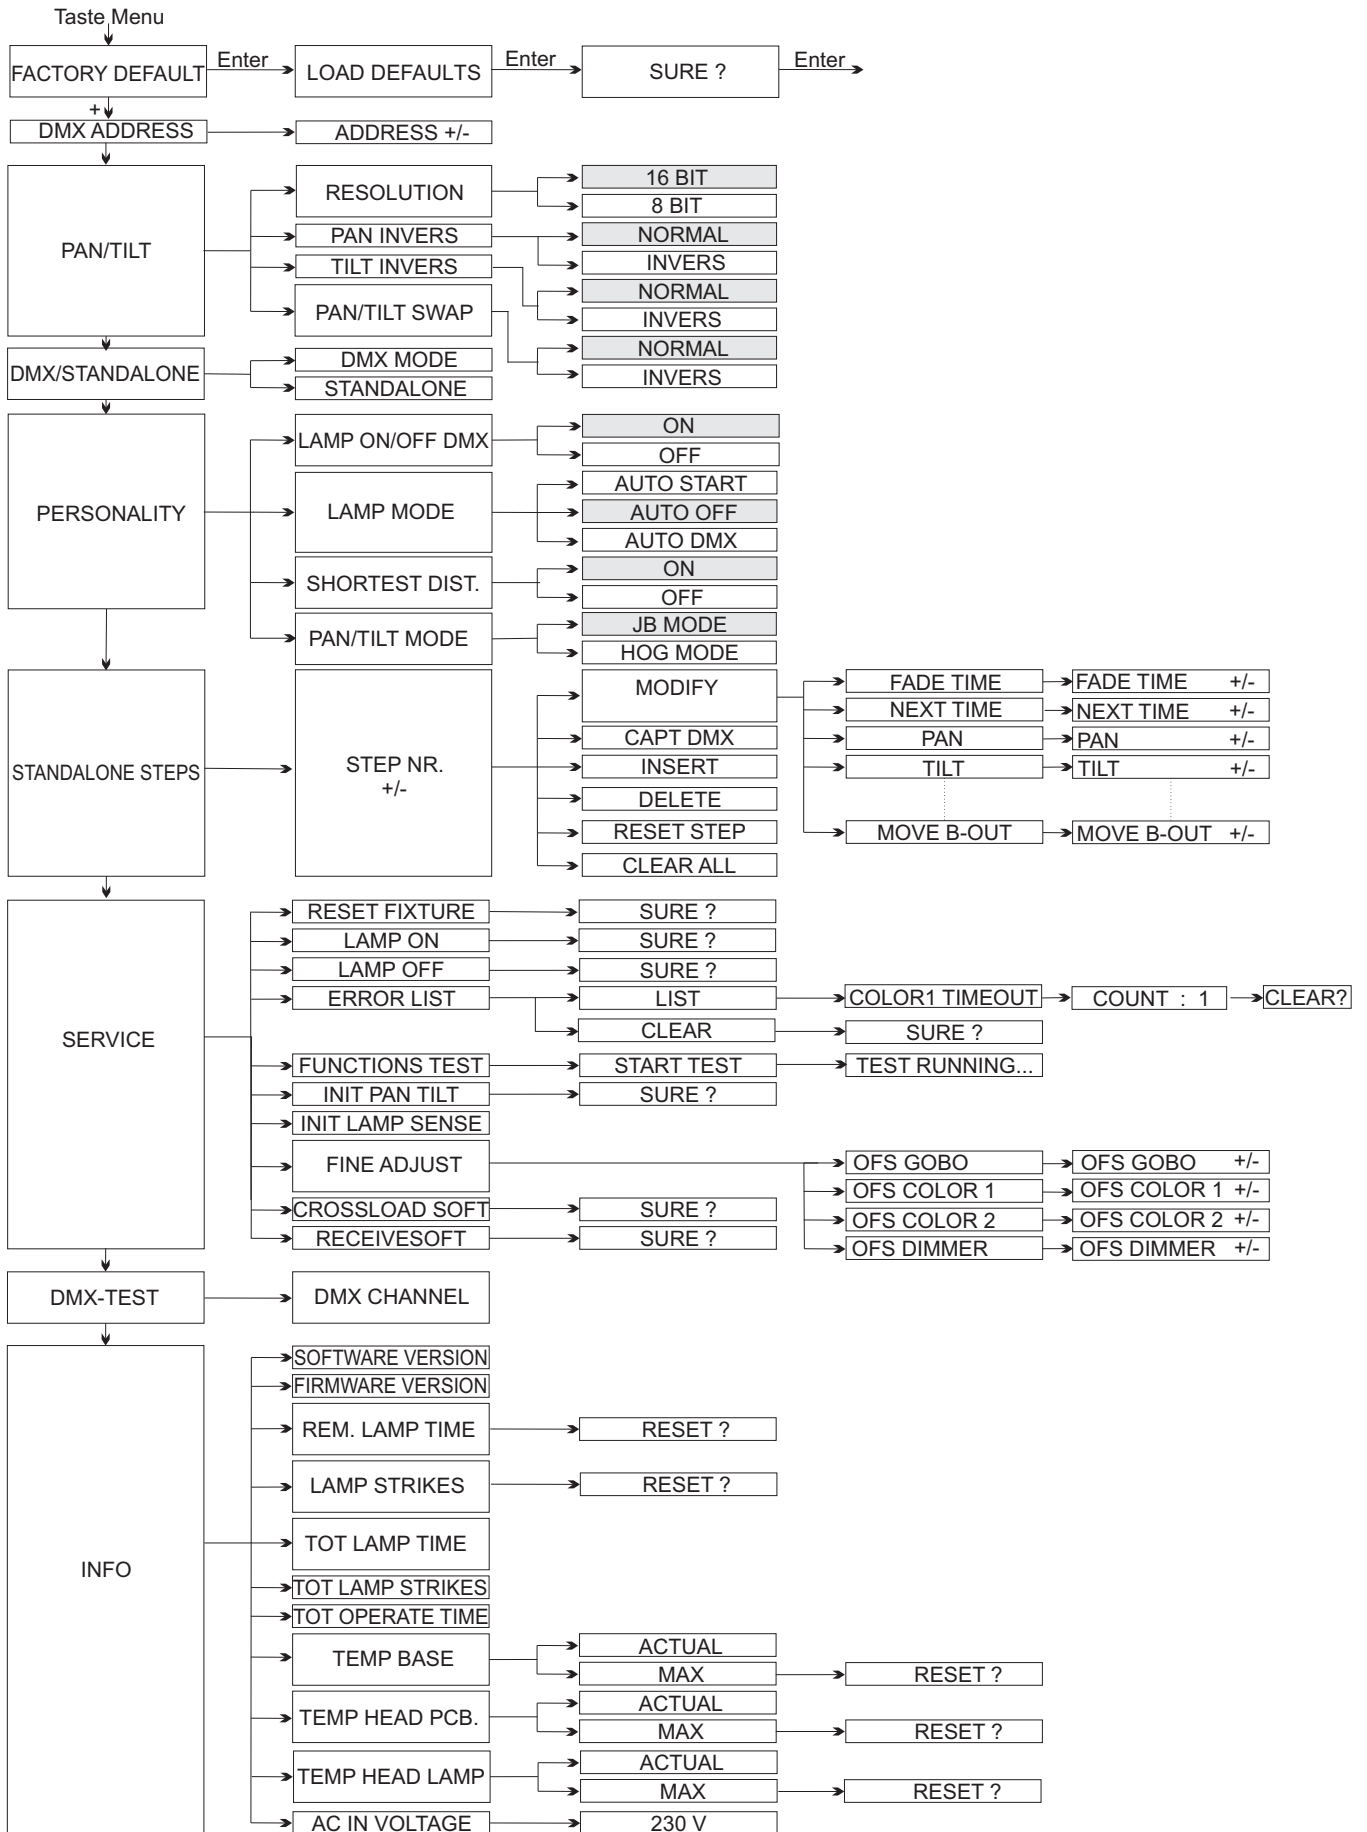 Taste Menu
FACTORY DEFAULT Enter LOAD DEFAULTS Enter SURE ? Enter
+
DMX ADDRESS ADDRESS +/-
PAN/TILT
RESOLUTION
16 BIT
8 BIT
PAN INVERS
NORMAL
INVERS
TILT INVERS
NORMAL
INVERS
PAN/TILT SWAP
NORMAL
INVERS
DMX/STANDALONE
DMX MODE
STANDALONE
PERSONALITY
LAMP ON/OFF DMX
ON
OFF
LAMP MODE
AUTO START
AUTO OFF
AUTO DMX
SHORTEST DIST.
ON
OFF
PAN/TILT MODE
JB MODE
HOG MODE
STANDALONE STEPS
STEP NR.
+/-
MODIFY
FADE TIME FADE TIME +/-
NEXT TIME NEXT TIME +/-
PAN PAN +/-
TILT TILT +/-
MOVE B-OUT MOVE B-OUT +/-
CAPT DMX
INSERT
DELETE
RESET STEP
CLEAR ALL
SERVICE
RESET FIXTURE SURE ?
LAMP ON SURE ?
LAMP OFF SURE ?
ERROR LIST LIST COLOR1 TIMEOUT COUNT : 1 CLEAR?
CLEAR SURE ?
FUNCTIONS TEST START TEST TEST RUNNING...
INIT PAN TILT SURE ?
INIT LAMP SENSE
FINE ADJUST
OFS GOBO OFS GOBO +/-
OFS COLOR 1 OFS COLOR 1 +/-
OFS COLOR 2 OFS COLOR 2 +/-
OFS DIMMER OFS DIMMER +/-
CROSSLOAD SOFT SURE ?
RECEIVESOFT SURE ?
DMX-TEST DMX CHANNEL
INFO
SOFTWARE VERSION
FIRMWARE VERSION
REM. LAMP TIME RESET ?
LAMP STRIKES RESET ?
TOT LAMP TIME
TOT LAMP STRIKES
TOT OPERATE TIME
TEMP BASE
ACTUAL
MAX RESET ?
TEMP HEAD PCB.
ACTUAL
MAX RESET ?
TEMP HEAD LAMP
ACTUAL
MAX RESET ?
AC IN VOLTAGE 230 V